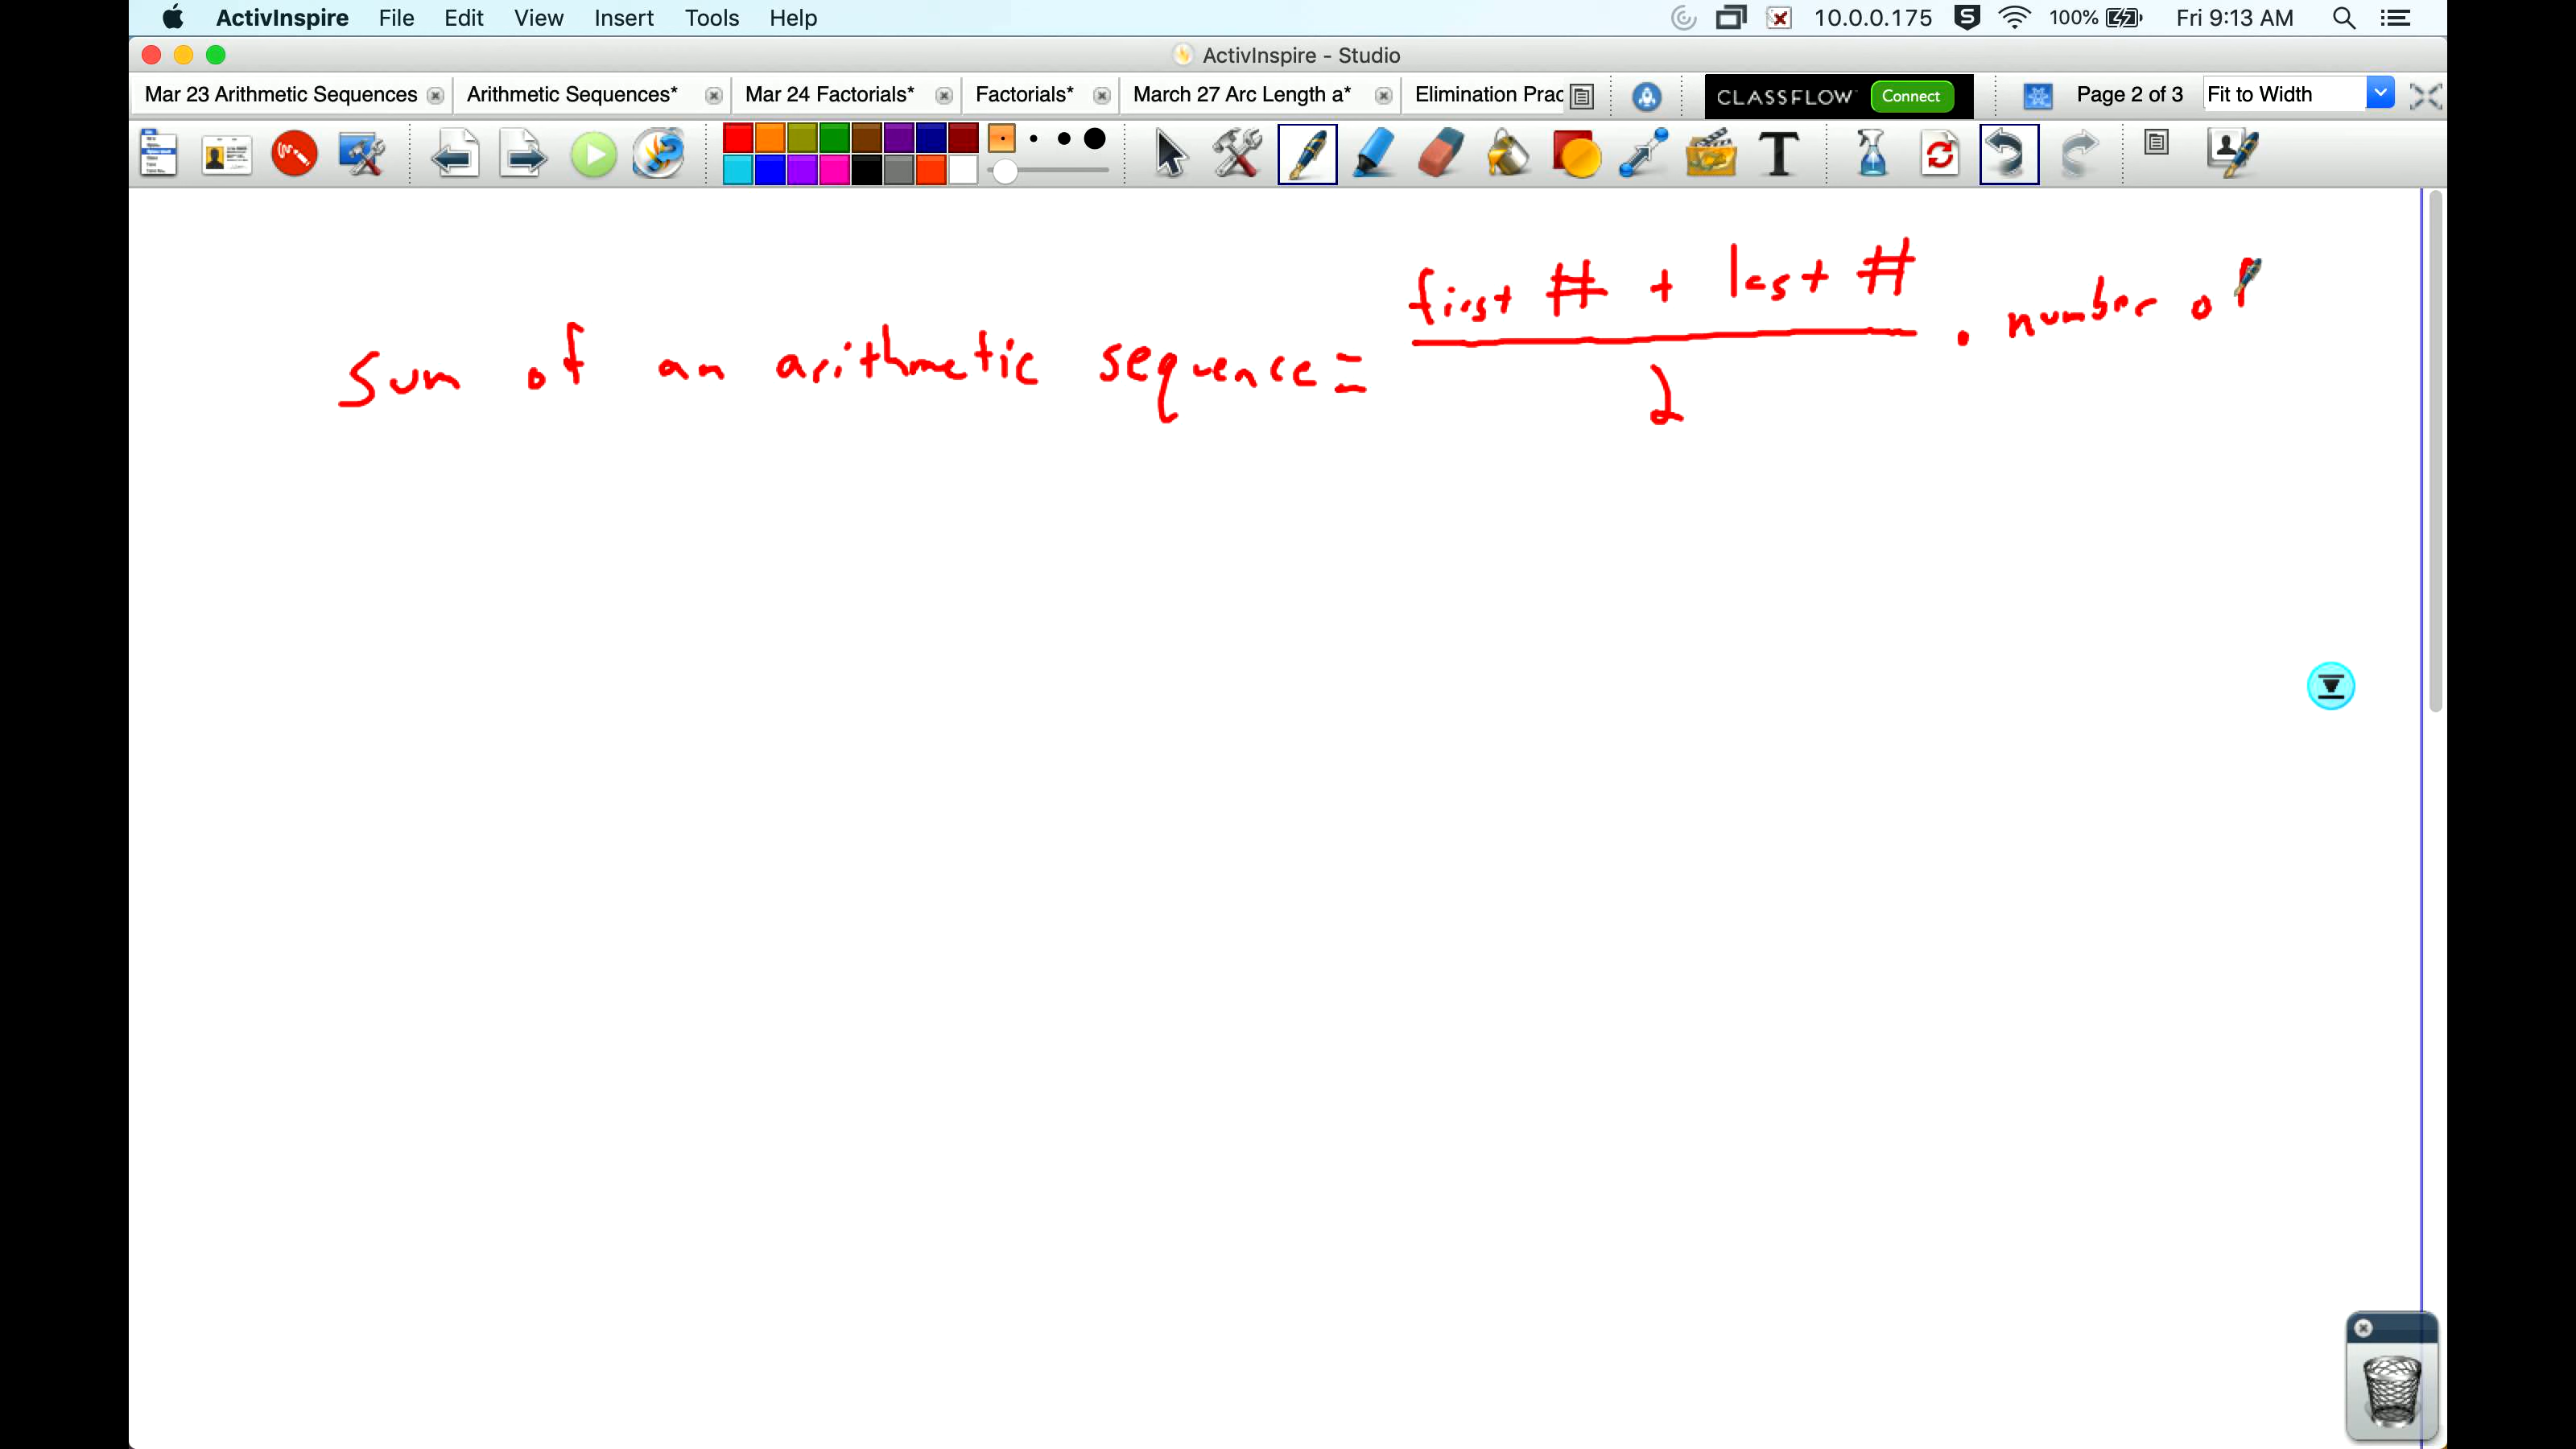 ActivInspire File Edit View Insert Tools Help 10.0.0.175 100% Fri 9:13 AM
ActivInspire - Studio
Mar 23 Arithmetic Sequences Arithmetic Sequences* Mar 24 Factorials* Factorials* March 27 Arc Length a* Elimination Prac CLASSFLOW Connect Page 2 of 3 Fit to Width
T
first # + last #
Sum of an arithmetic sequence = . number of
2